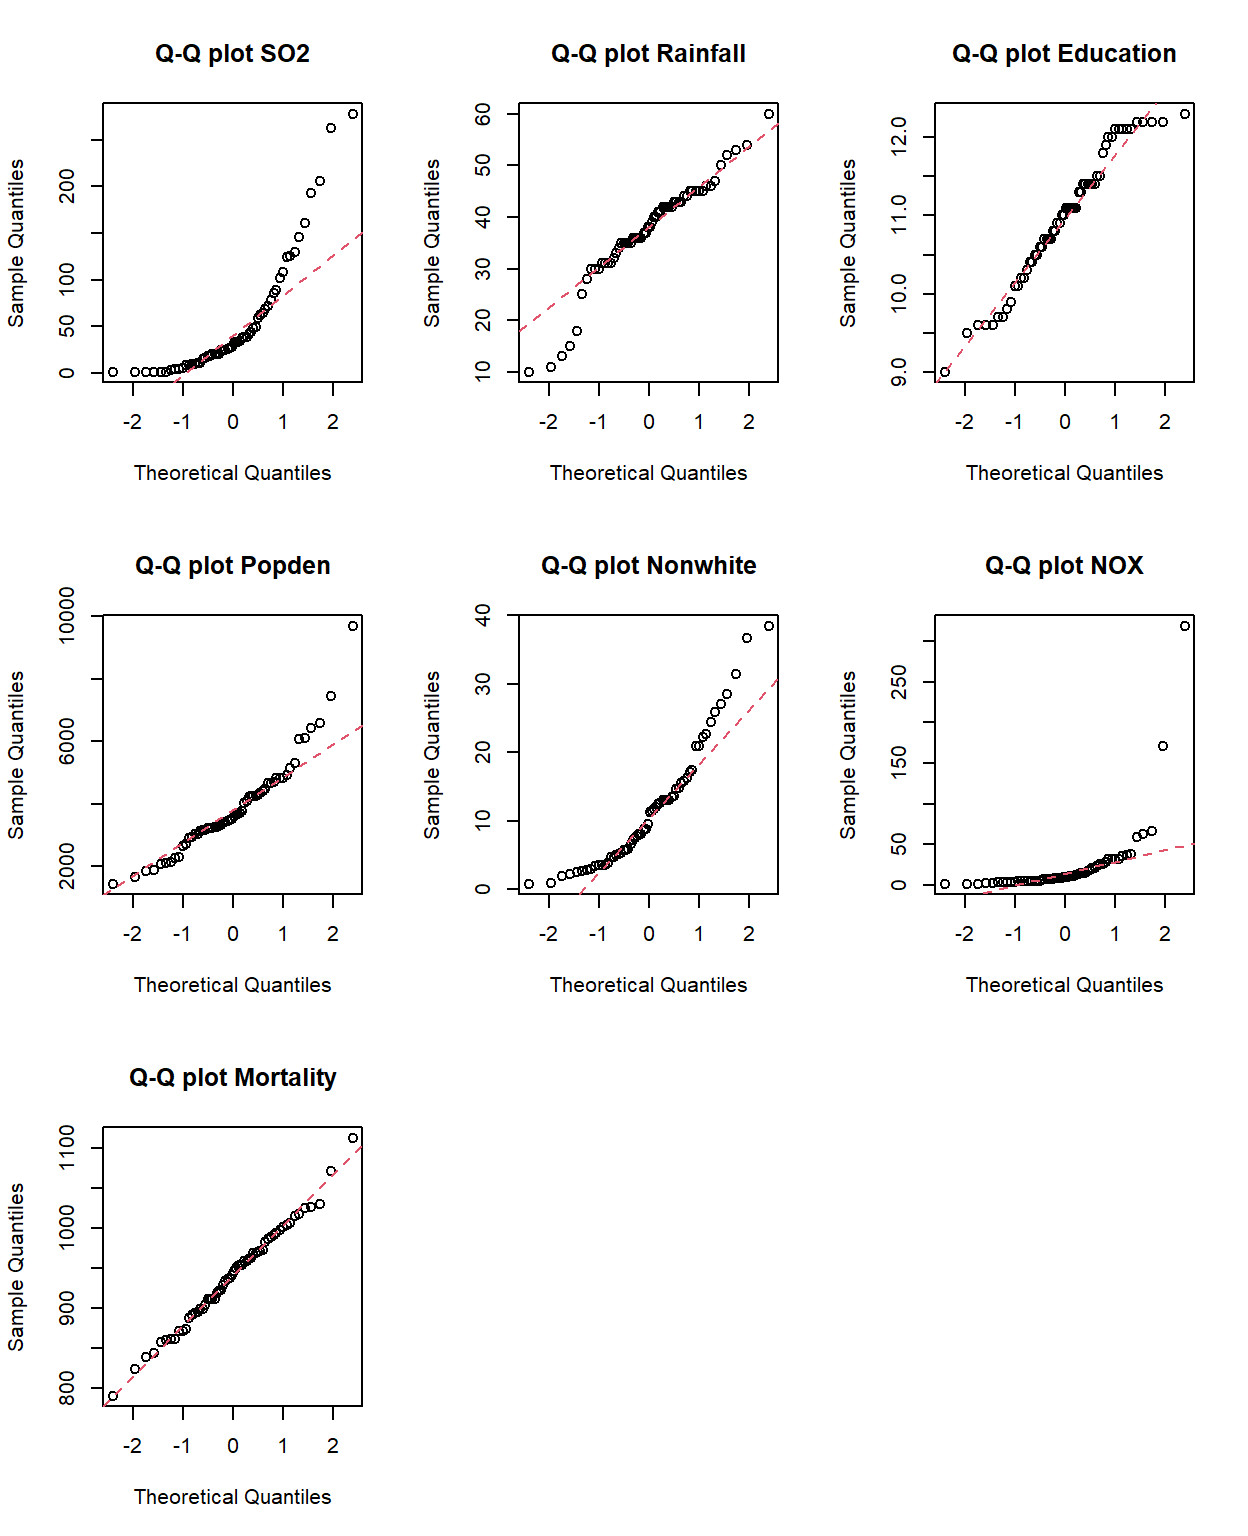 Q-Q plot SO2
Sample Quantiles
0 50 100 200
-2 -1 0 1 2
Theoretical Quantiles
Q-Q plot Rainfall
Sample Quantiles
10 20 30 40 50 60
-2 -1 0 1 2
Theoretical Quantiles
Q-Q plot Education
Sample Quantiles
9.0 10.0 11.0 12.0
-2 -1 0 1 2
Theoretical Quantiles
Q-Q plot Popden
Sample Quantiles
2000 6000 10000
-2 -1 0 1 2
Theoretical Quantiles
Q-Q plot Nonwhite
Sample Quantiles
0 10 20 30 40
-2 -1 0 1 2
Theoretical Quantiles
Q-Q plot NOX
Sample Quantiles
0 50 150 250
-2 -1 0 1 2
Theoretical Quantiles
Q-Q plot Mortality
Sample Quantiles
800 900 1000 1100
-2 -1 0 1 2
Theoretical Quantiles